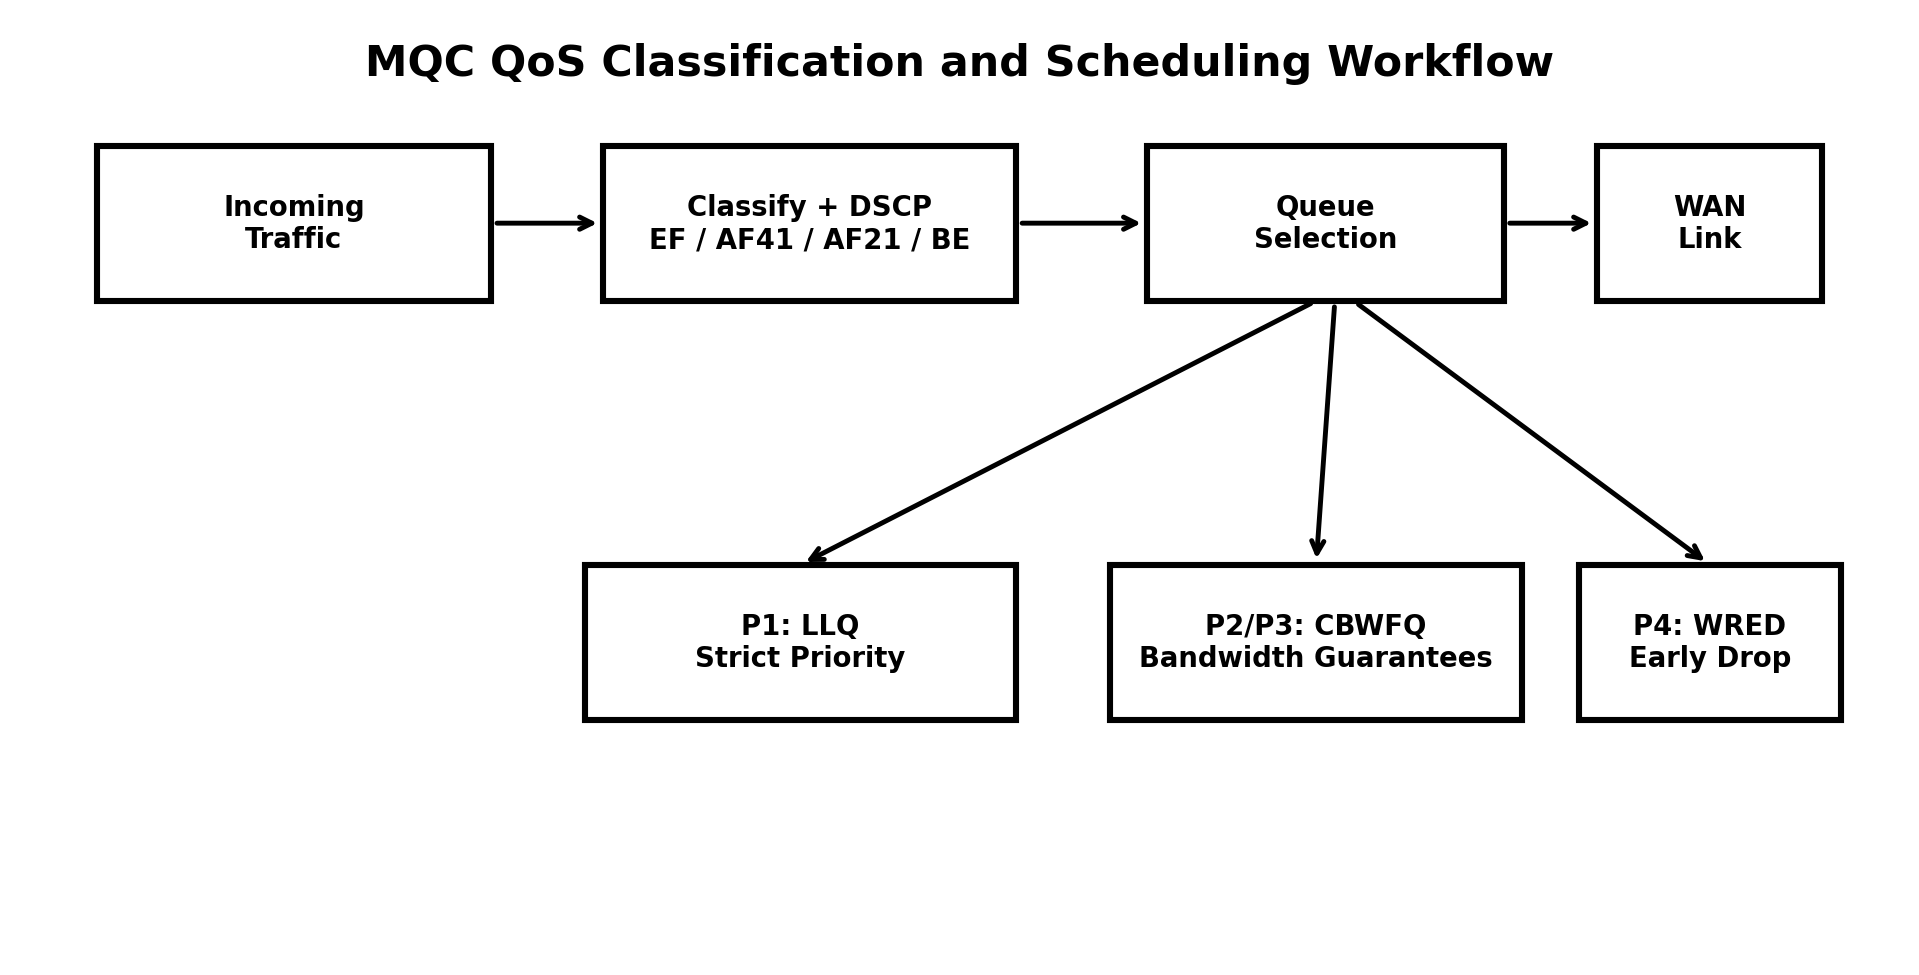 MQC QoS Classification and Scheduling Workflow
Incoming
Traffic
Classify + DSCP
EF / AF41 / AF21 / BE
Queue
Selection
WAN
Link
P1: LLQ
Strict Priority
P2/P3: CBWFQ
Bandwidth Guarantees
P4: WRED
Early Drop